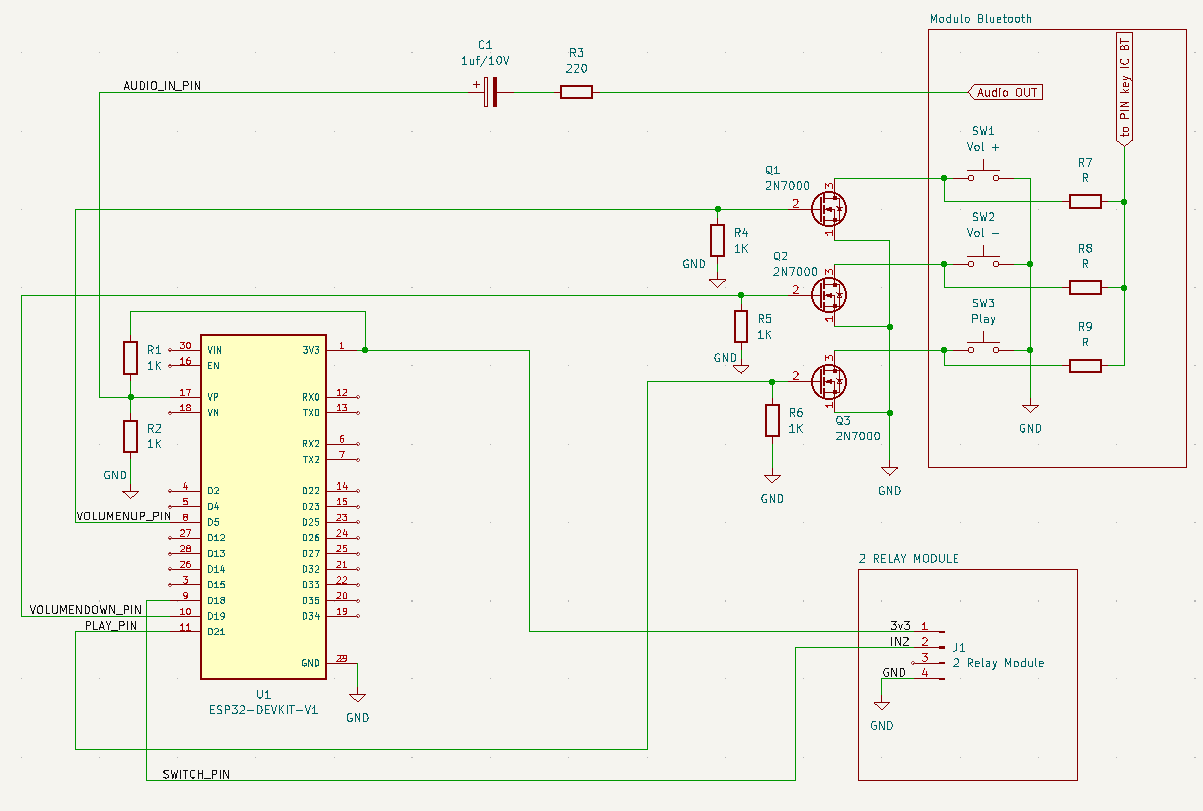 Modulo Bluetooth
C1
1uf/10V
R3
220
AUDIO_IN_PIN
+
Audio OUT
to PIN key IC BT
SW1
Vol +
Q1
2N7000
3
2
1
R7
R
R4
1K
GND
SW2
Vol -
Q2
2N7000
3
2
1
R8
R
R5
1K
GND
SW3
Play
R9
R
3
2
1
Q3
2N7000
R6
1K
GND
GND
GND
R1
1K
R2
1K
GND
30 VIN
16 EN
17 VP
18 VN
4 D2
5 D4
VOLUMENUP_PIN 8 D5
27 D12
28 D13
26 D14
3 D15
9 D18
VOLUMENDOWN_PIN 10 D19
PLAY_PIN 11 D21
3V3 1
RX0 12
TX0 13
RX2 6
TX2 7
D22 14
D23 15
D25 23
D26 24
D27 25
D32 21
D33 22
D35 20
D34 19
GND
U1
ESP32-DEVKIT-V1
GND
SWITCH_PIN
2 RELAY MODULE
3v3 1
IN2 2
3
GND 4
J1
2 Relay Module
GND